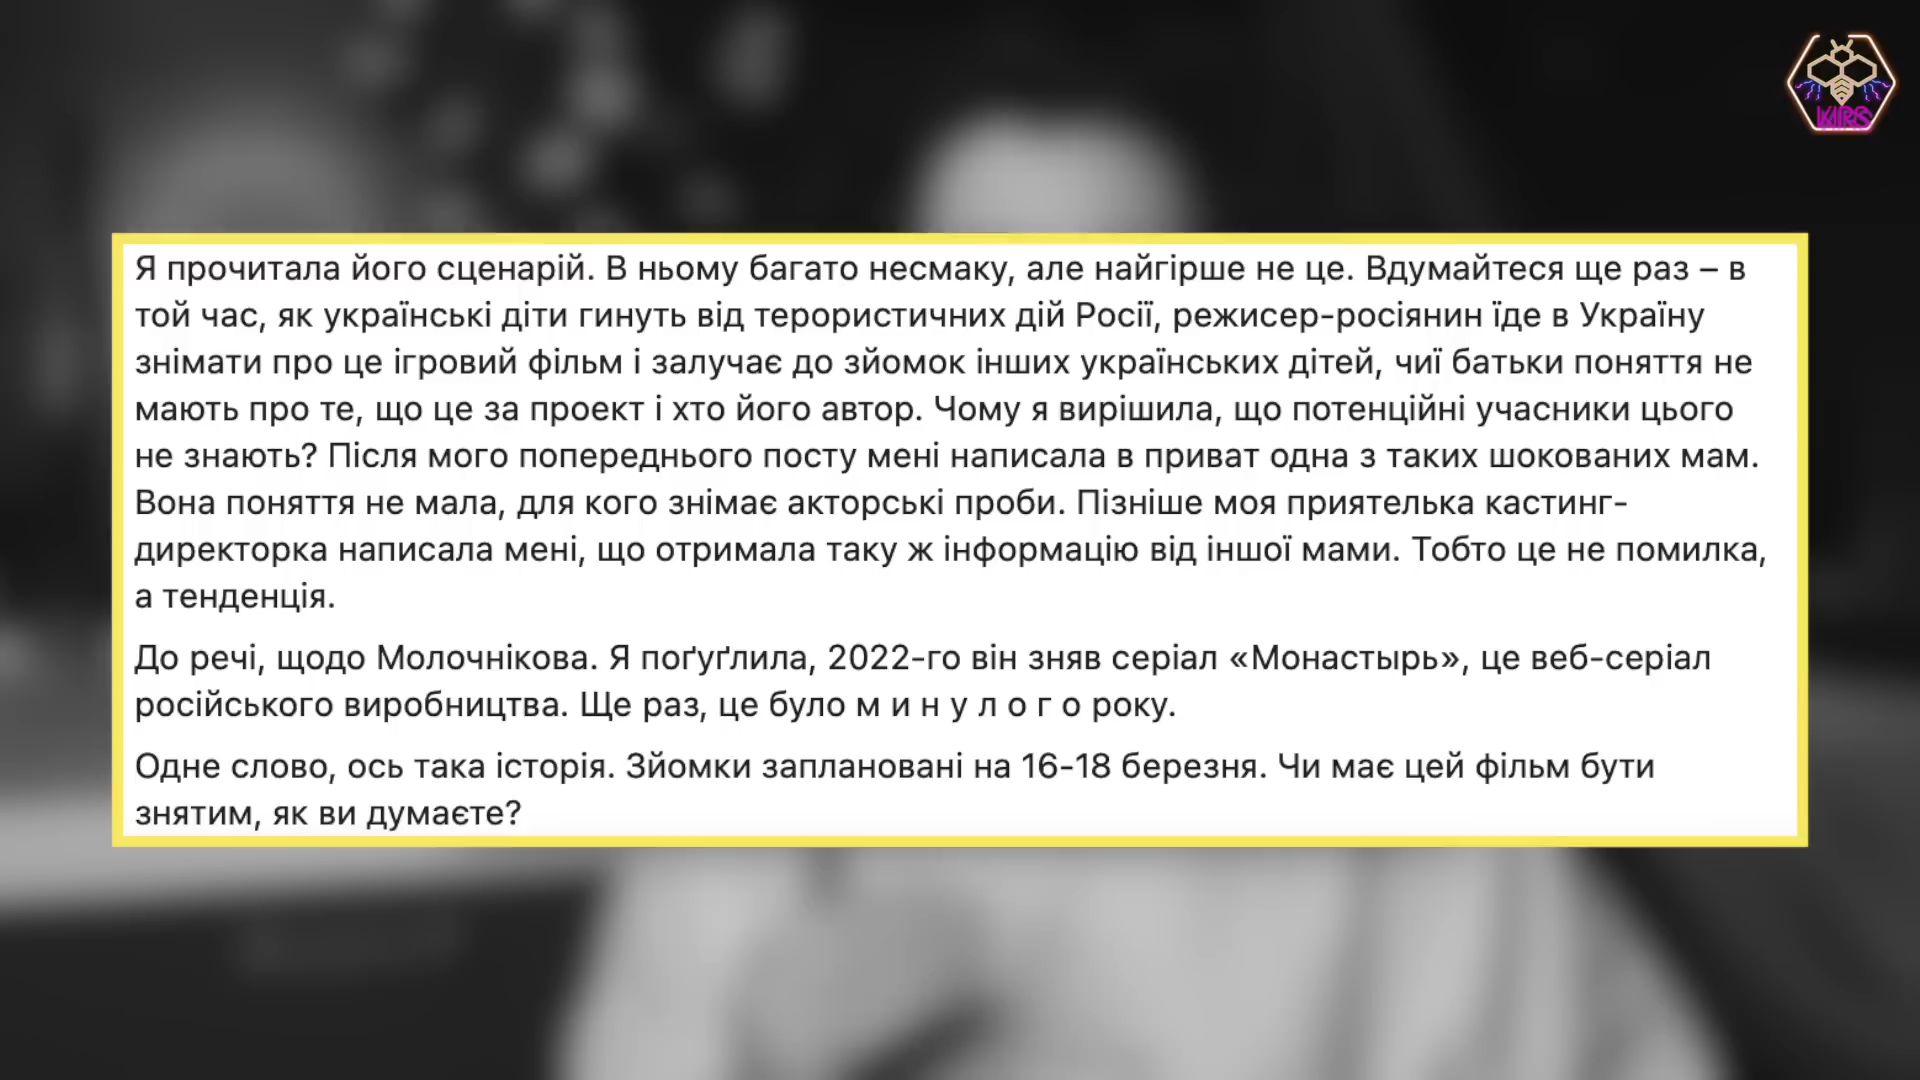 KIRS
Я прочитала його сценарій. В ньому багато несмаку, але найгірше не це. Вдумайтеся ще раз – в
той час, як українські діти гинуть від терористичних дій Росії, режисер-росіянин їде в Україну
знімати про це ігровий фільм і залучає до зйомок інших українських дітей, чиї батьки поняття не
мають про те, що це за проект і хто його автор. Чому я вирішила, що потенційні учасники цього
не знають? Після мого попереднього посту мені написала в приват одна з таких шокованих мам.
Вона поняття не мала, для кого знімає акторські проби. Пізніше моя приятелька кастинг-
директорка написала мені, що отримала таку ж інформацію від іншої мами. Тобто це не помилка,
а тенденція.
До речі, щодо Молочнікова. Я поґуґлила, 2022-го він зняв серіал «Монастырь», це веб-серіал
російського виробництва. Ще раз, це було м и н у л о г о року.
Одне слово, ось така історія. Зйомки заплановані на 16-18 березня. Чи має цей фільм бути
знятим, як ви думаєте?